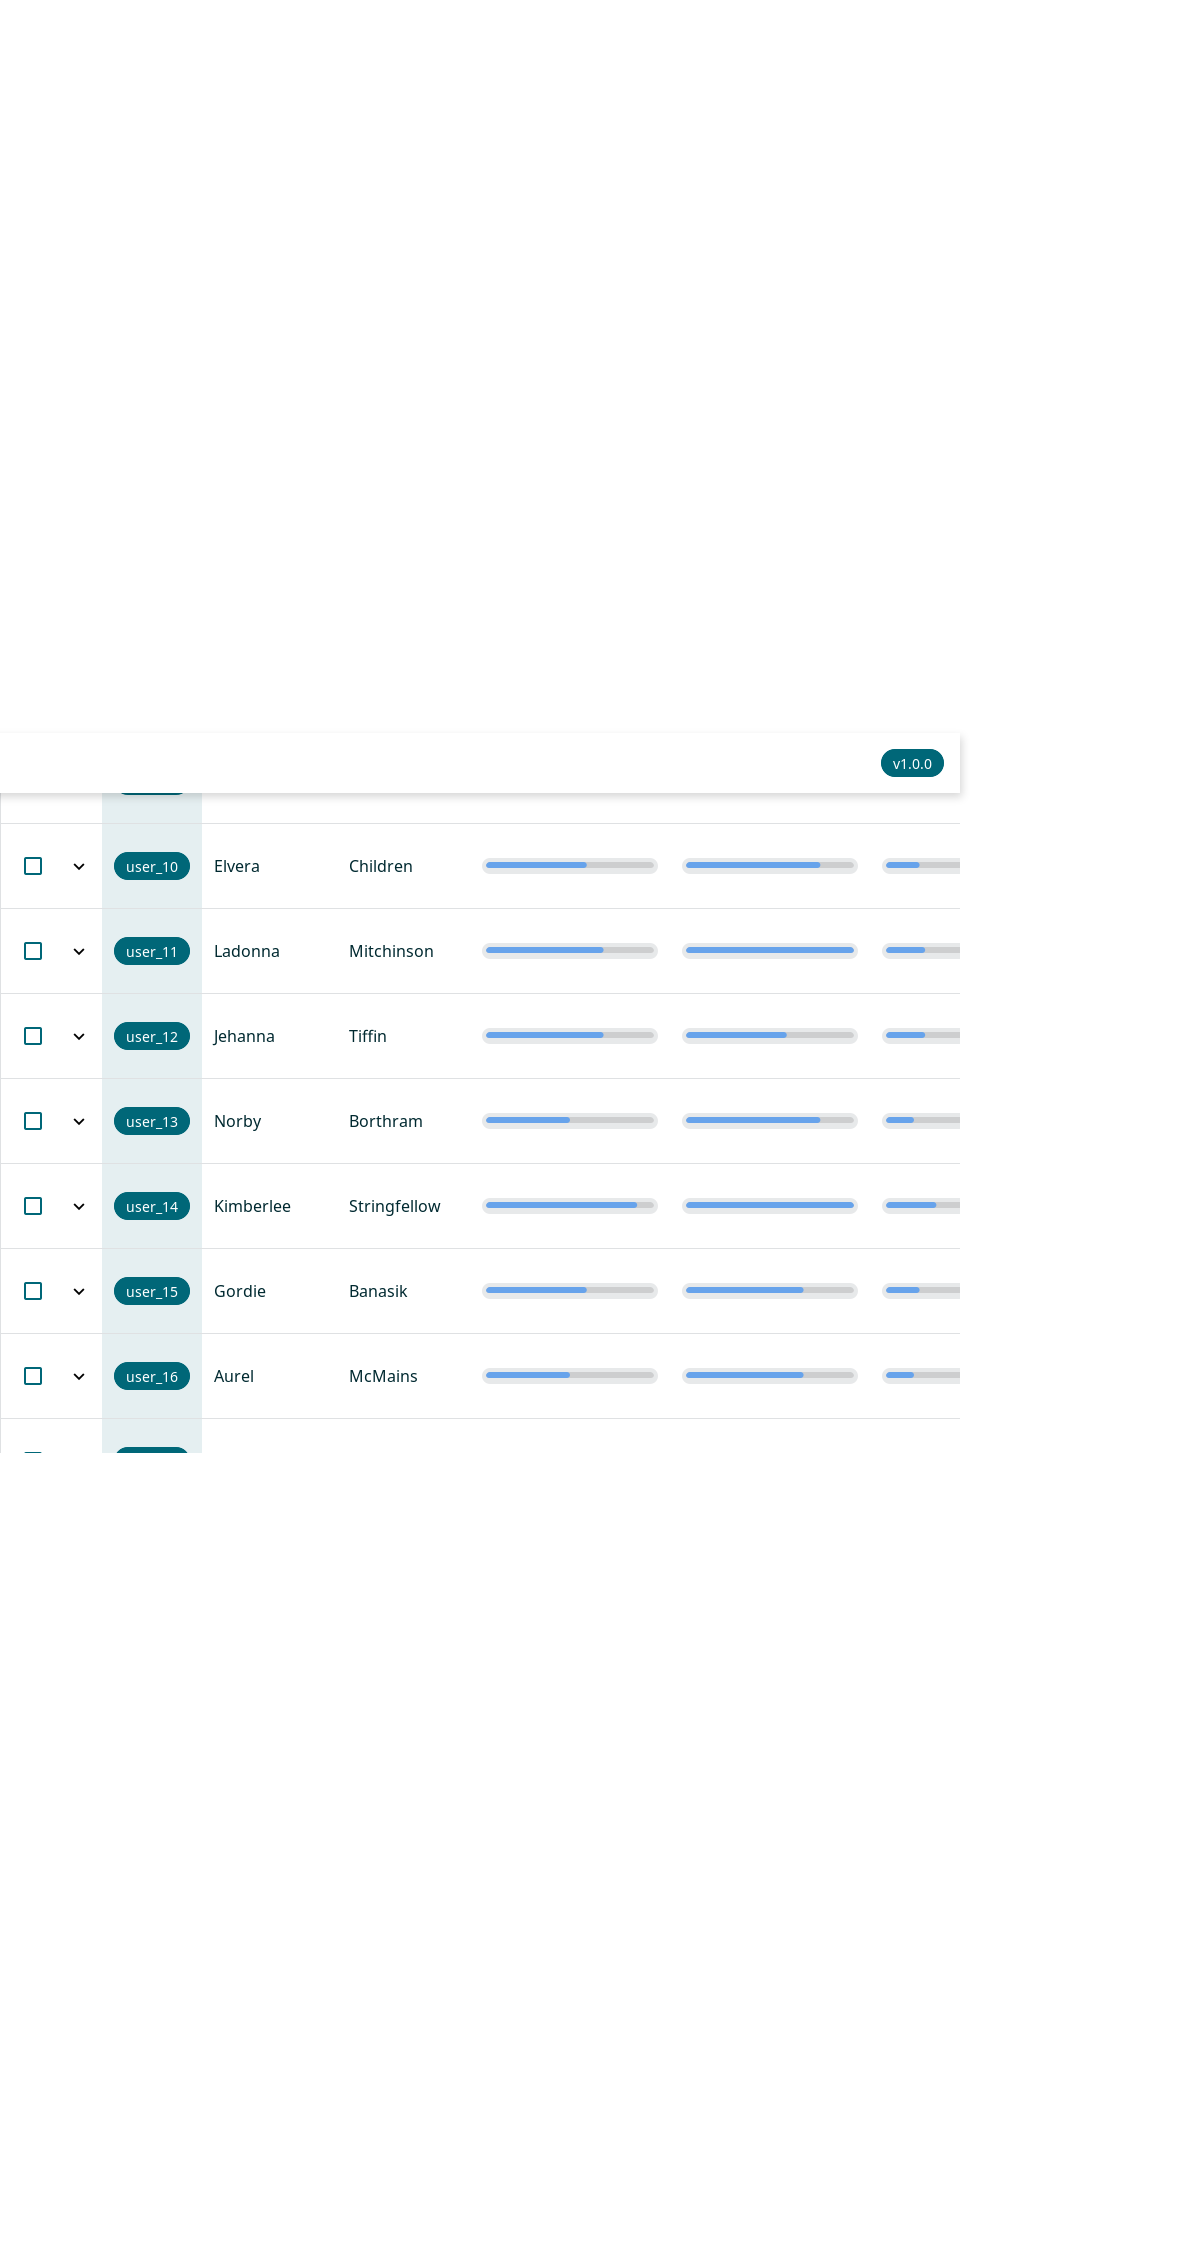 v1.0.0
user_10 Elvera Children
user_11 Ladonna Mitchinson
user_12 Jehanna Tiffin
user_13 Norby Borthram
user_14 Kimberlee Stringfellow
user_15 Gordie Banasik
user_16 Aurel McMains